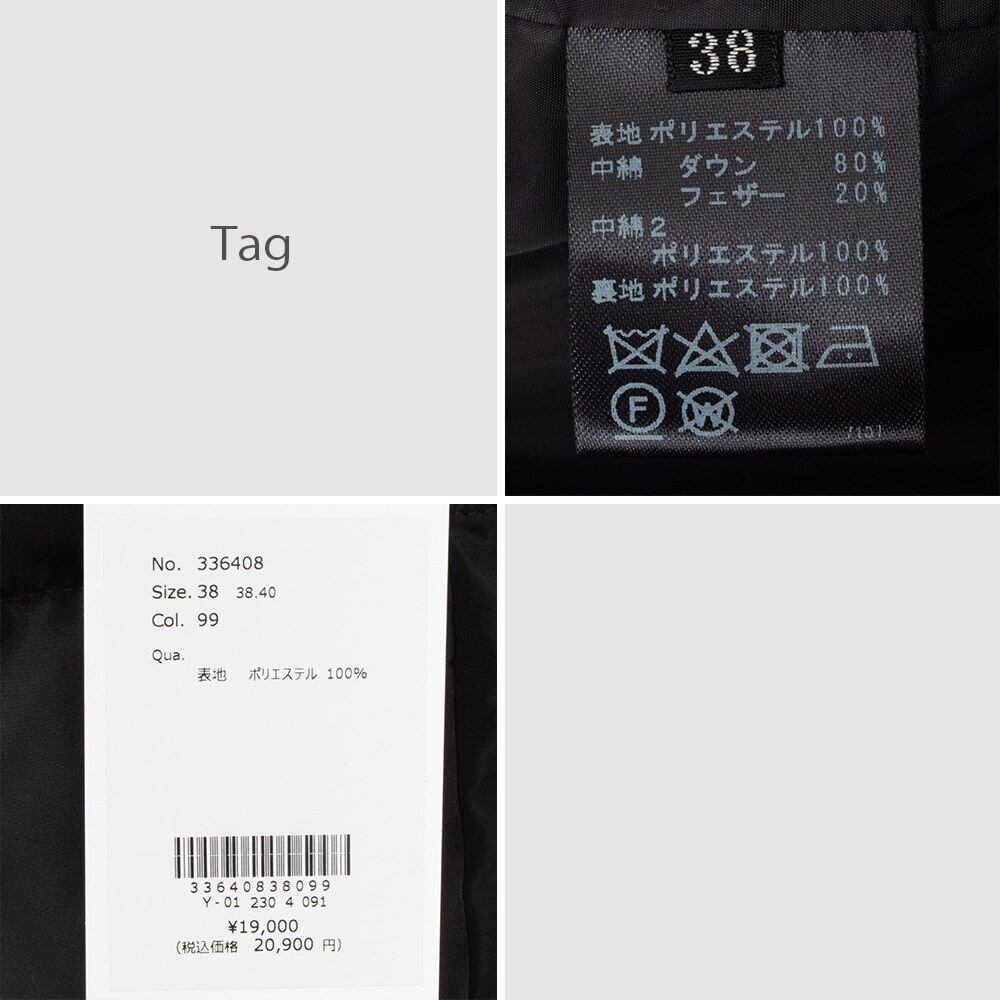 Tag
38
表地 ポリエステル100%
中綿 ダウン 80%
フェザー 20%
中綿2
ポリエステル100%
裏地 ポリエステル100%
F
W
No. 336408
Size. 38 38.40
Col. 99
Qua.
表地 ポリエステル 100%
33640838099
Y-01 230 4 091
¥19,000
(税込価格 20,900 円)